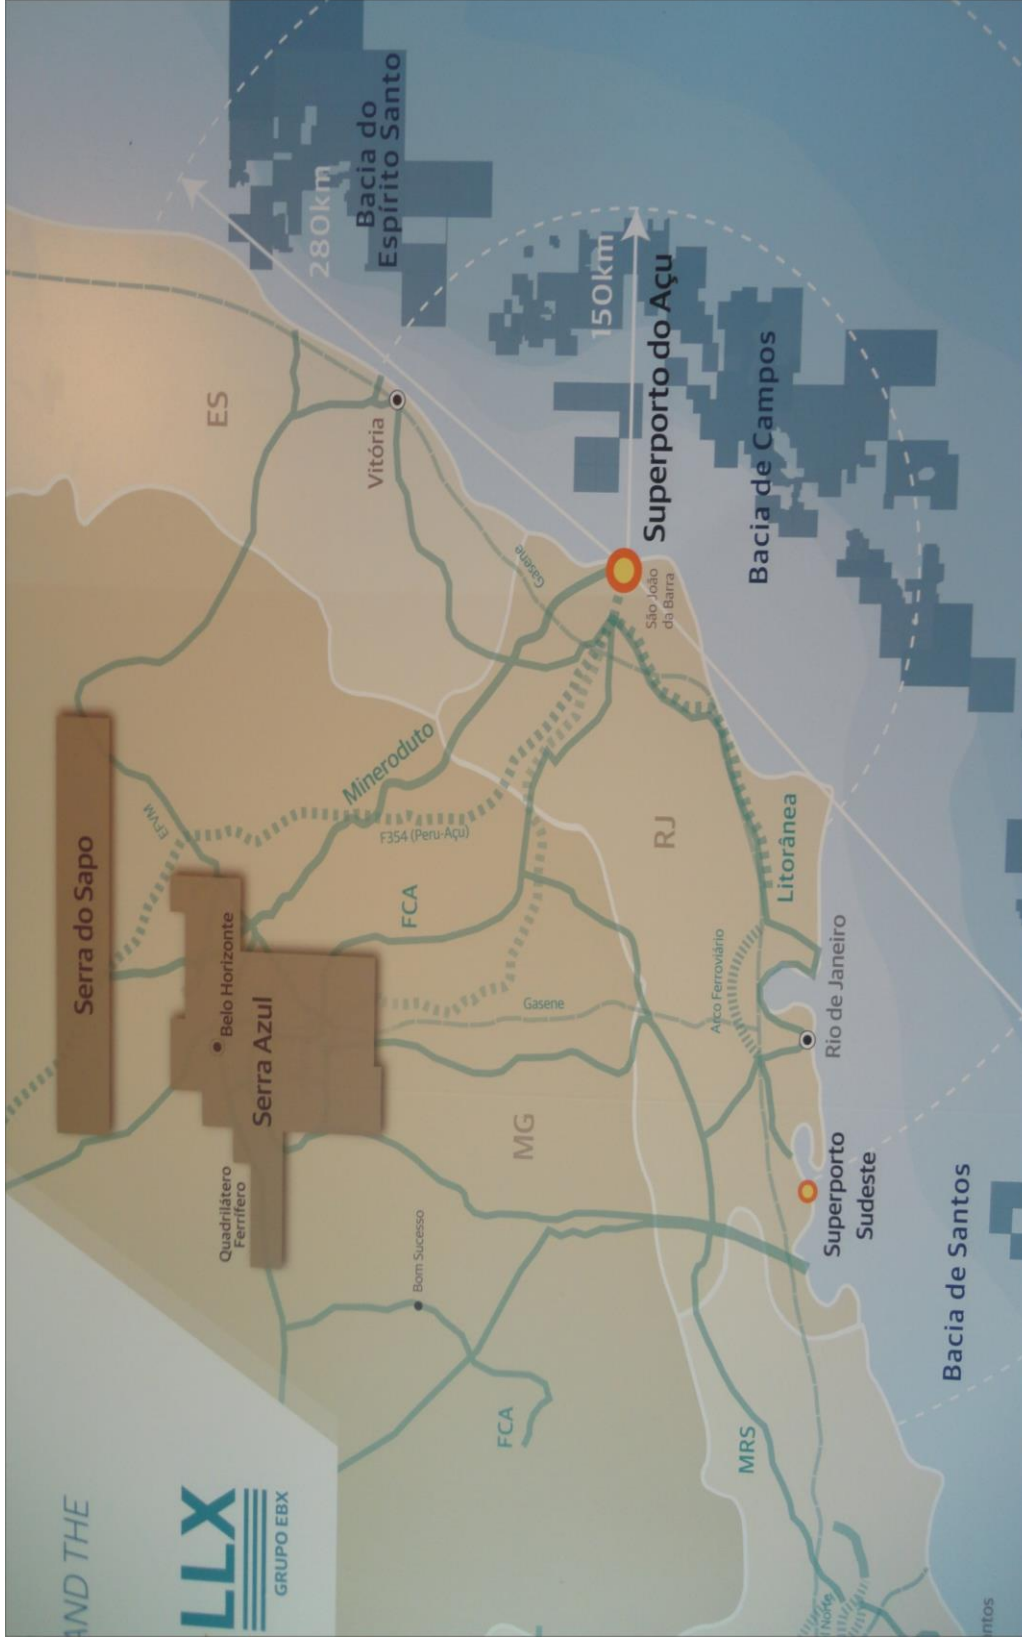 AND THE
LLX
GRUPO EBX
Serra do Sapo
EFVM
Quadrilátero
Ferrífero
Belo Horizonte
Serra Azul
ES
Vitória
280km
Bacia do
Espírito Santo
Mineroduto
F354 (Peru-Açu)
FCA
Bom Sucesso
FCA
MG
Gasene
Gasene
150km
Superporto do Açu
São João
da Barra
RJ
Bacia de Campos
Litorânea
Arco Ferroviário
Rio de Janeiro
Superporto
Sudeste
MRS
Bacia de Santos
Norte
ntos